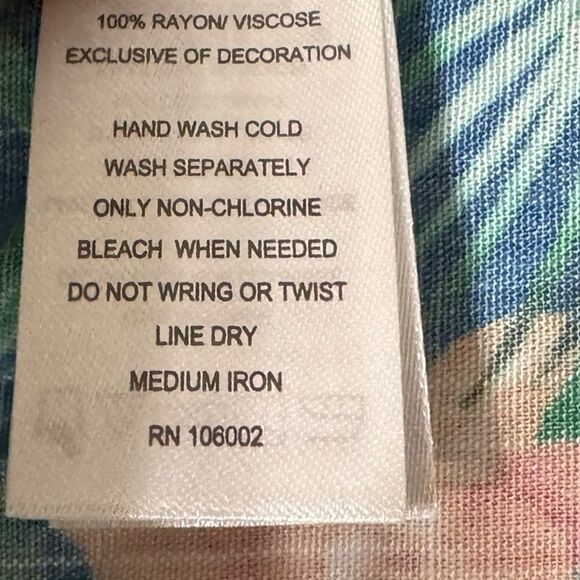 100% RAYON/ VISCOSE
EXCLUSIVE OF DECORATION
HAND WASH COLD
WASH SEPARATELY
ONLY NON-CHLORINE
BLEACH WHEN NEEDED
DO NOT WRING OR TWIST
LINE DRY
MEDIUM IRON
RN 106002